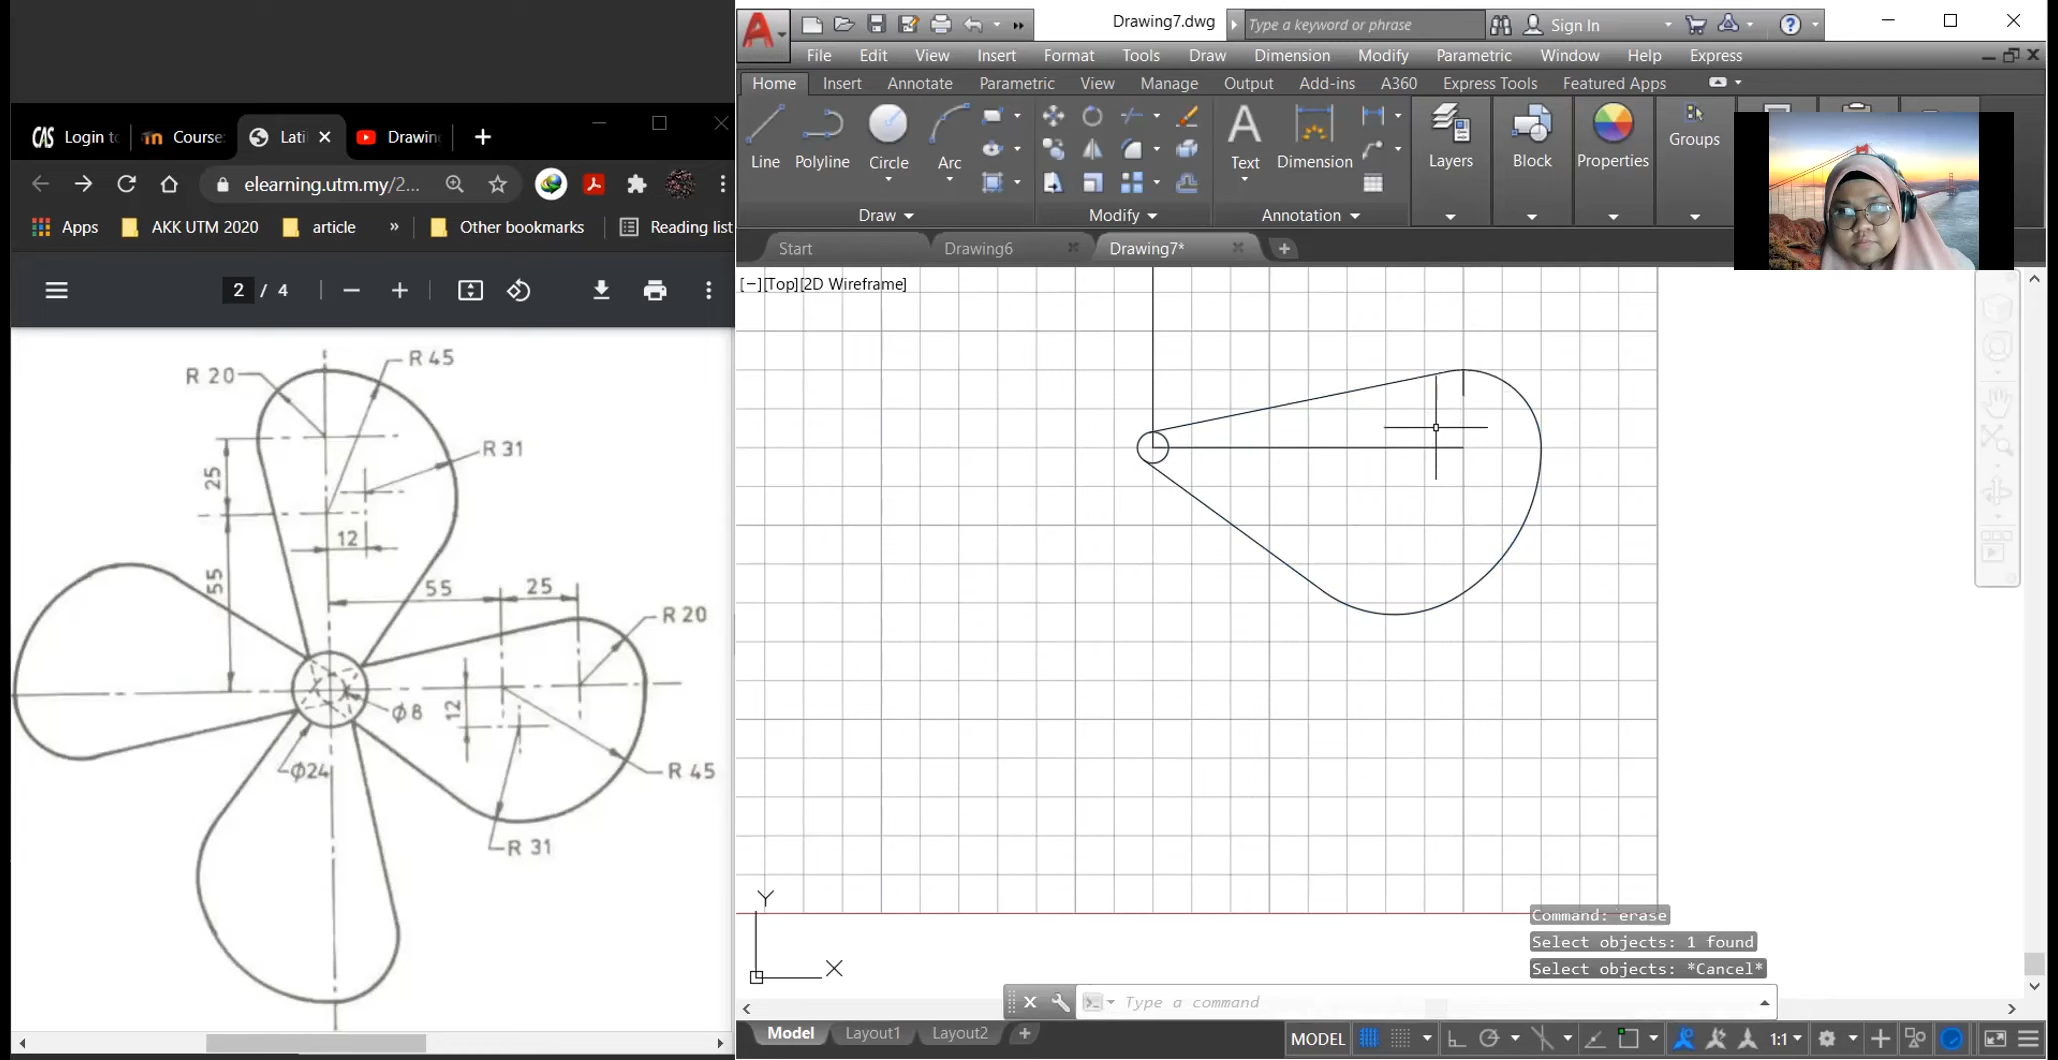 Login to
Course:
Lati
Drawing
elearning.utm.my/2...
Apps
AKK UTM 2020
article
»
Other bookmarks
Reading list
2 / 4
R 45
R 20
R 31
25
12
55
55
25
R 20
12
Φ8
Φ24
R 45
R 31
Drawing7.dwg
Type a keyword or phrase
Sign In
File Edit View Insert Format Tools Draw Dimension Modify Parametric Window Help Express
Home Insert Annotate Parametric View Manage Output Add-ins A360 Express Tools Featured Apps
Line Polyline Circle Arc Text Dimension Layers Block Properties Groups
Draw Modify Annotation
Start Drawing6 Drawing7*
[−][Top][2D Wireframe]
Y
X
Command: erase
Select objects: 1 found
Select objects: *Cancel*
Type a command
Model Layout1 Layout2
MODEL 1:1